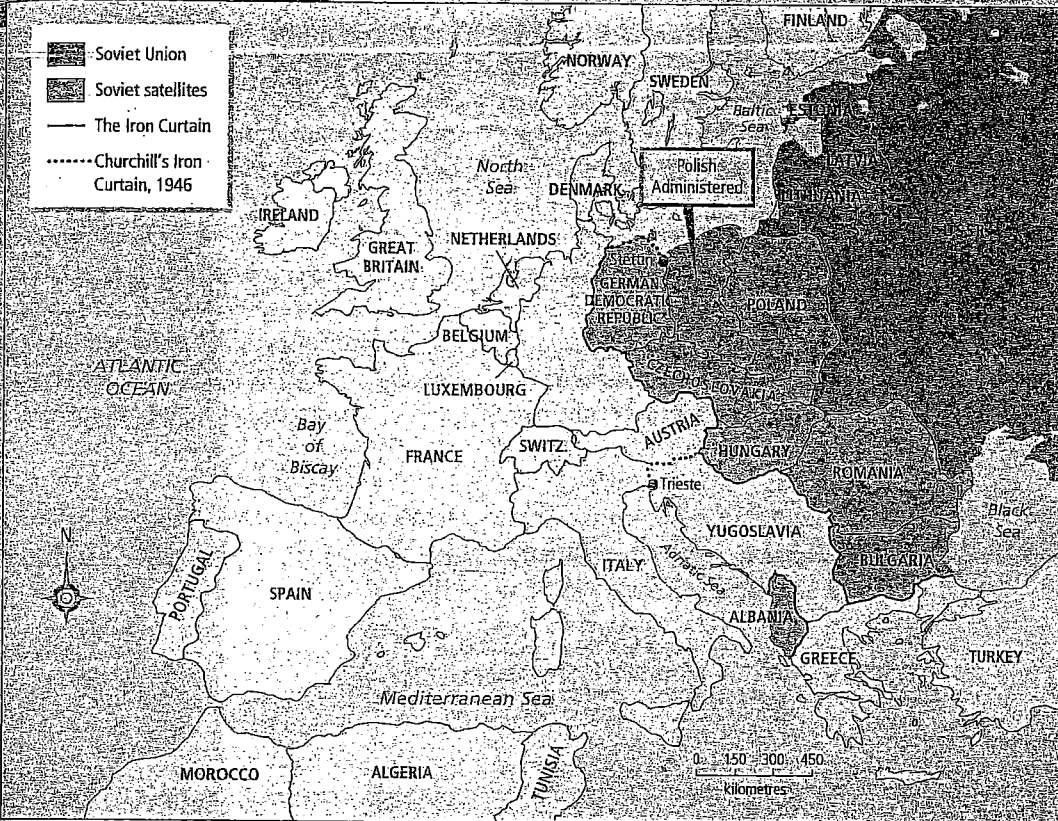 Soviet Union
Soviet satellites
The Iron Curtain
Churchill's Iron
Curtain, 1946
FINLAND
NORWAY
SWEDEN
Baltic
Sea
ESTONIA
LATVIA
LITHUANIA
North
Sea
DENMARK
Polish
Administered
IRELAND
GREAT
BRITAIN
NETHERLANDS
GERMAN
DEMOCRATIC
REPUBLIC
POLAND
BELGIUM
LUXEMBOURG
CZECHOSLOVAKIA
ATLANTIC
OCEAN
Bay
of
Biscay
FRANCE
SWITZ.
AUSTRIA
HUNGARY
ROMANIA
Trieste
YUGOSLAVIA
Black
Sea
N
PORTUGAL
SPAIN
ITALY
Adriatic Sea
BULGARIA
ALBANIA
GREECE
TURKEY
Mediterranean Sea
MOROCCO
ALGERIA
TUNISIA
0 150 300 450
kilometres